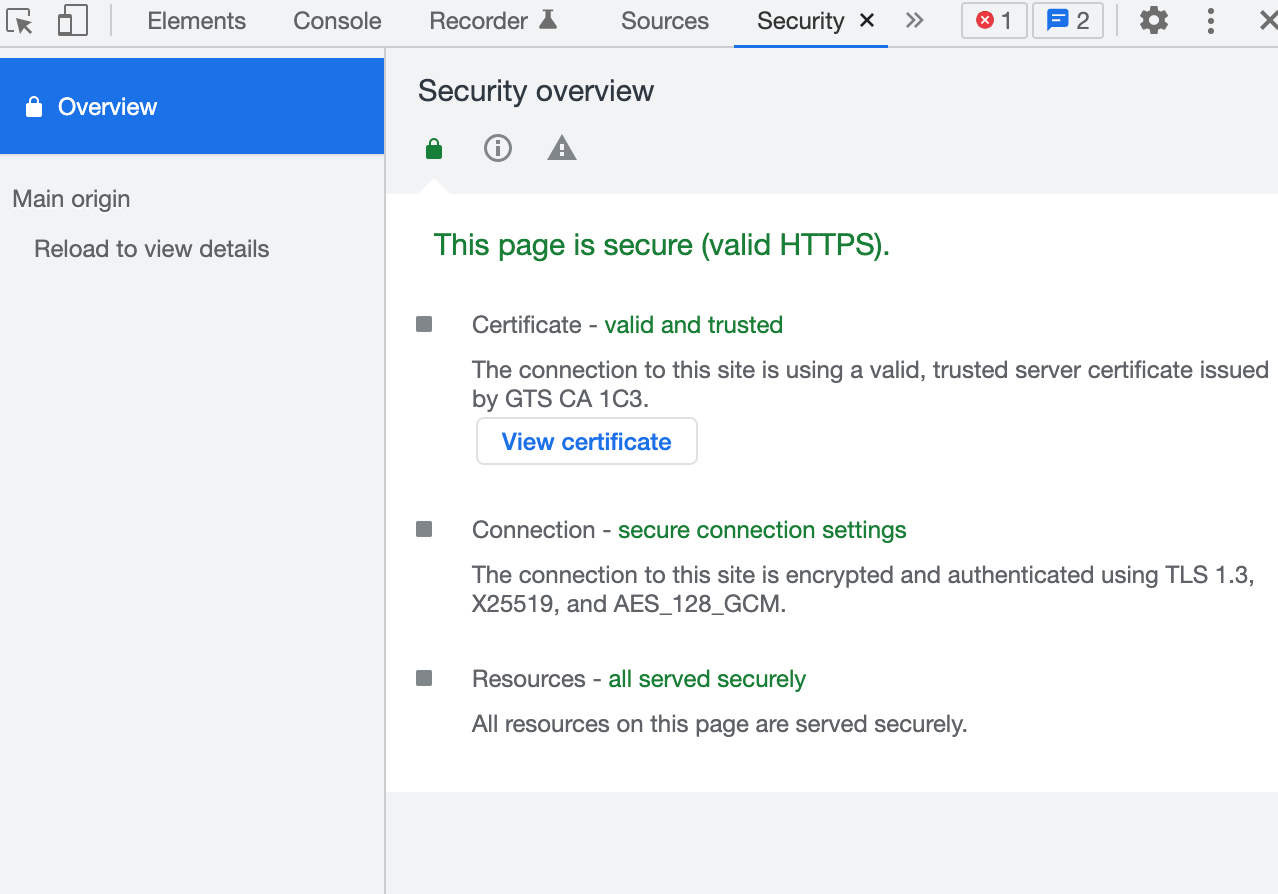 Elements Console Recorder Sources Security 1 2
Overview
Main origin
Reload to view details
Security overview
This page is secure (valid HTTPS).
Certificate - valid and trusted
The connection to this site is using a valid, trusted server certificate issued
by GTS CA 1C3.
View certificate
Connection - secure connection settings
The connection to this site is encrypted and authenticated using TLS 1.3,
X25519, and AES_128_GCM.
Resources - all served securely
All resources on this page are served securely.